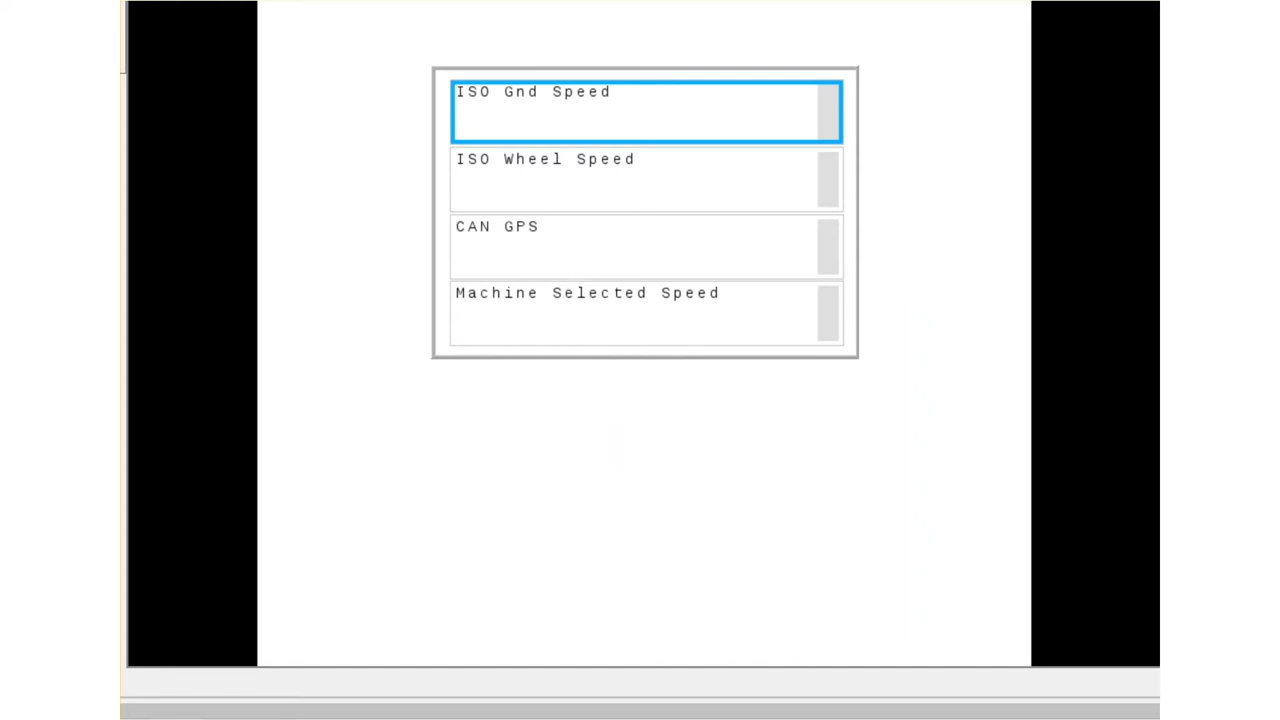 ISO Gnd Speed
ISO Wheel Speed
CAN GPS
Machine Selected Speed